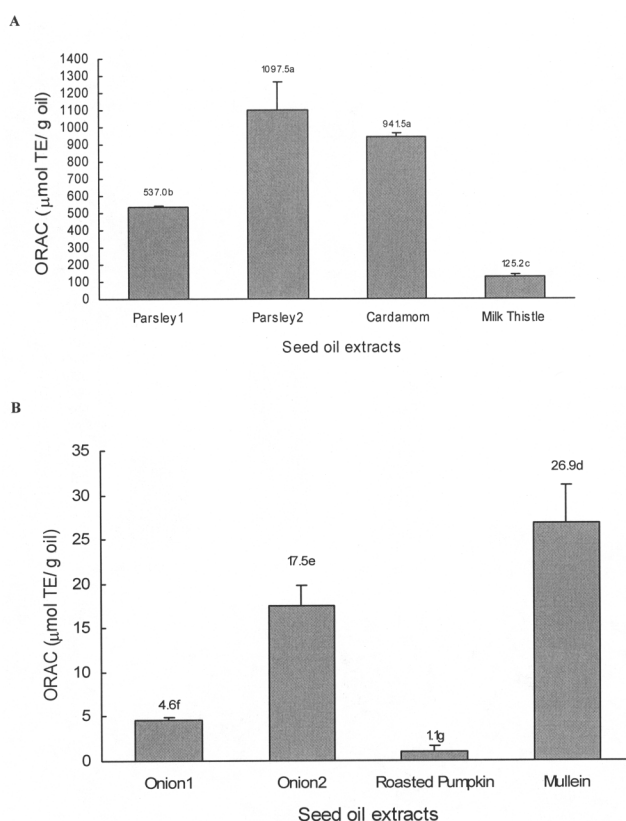 A
1400
1300
1200
1100
1000
900
800
700
600
500
400
300
200
100
0
ORAC (μmol TE/ g oil)
537.0b
1097.5a
941.5a
125.2c
Parsley1 Parsley2 Cardamom Milk Thistle
Seed oil extracts
B
35
30
25
20
15
10
5
0
ORAC (μmol TE/ g oil)
4.6f
17.5e
1.1g
26.9d
Onion1 Onion2 Roasted Pumpkin Mullein
Seed oil extracts